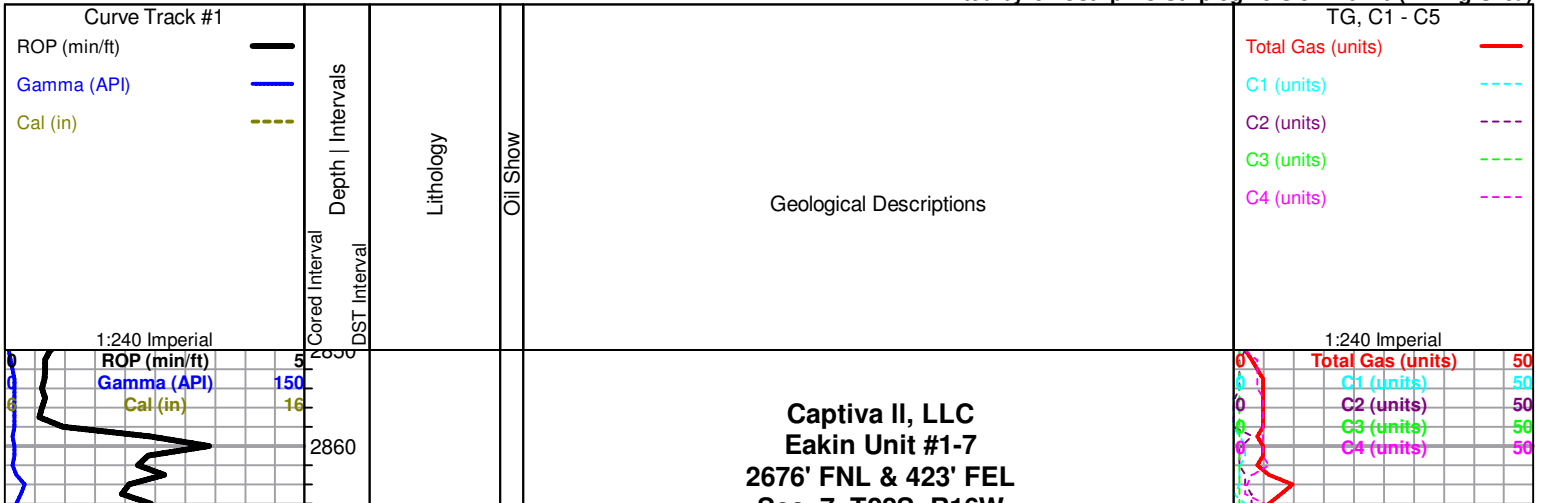 Curve Track #1
ROP (min/ft)
Gamma (API)
Cal (in)
1:240 Imperial
Depth | Intervals
Cored Interval
DST Interval
Lithology
Oil Show
Geological Descriptions
TG, C1 - C5
Total Gas (units)
C1 (units)
C2 (units)
C3 (units)
C4 (units)
1:240 Imperial
0 ROP (min/ft) 5
0 Gamma (API) 150
6 Cal (in) 16
2850
2860
Captiva II, LLC
Eakin Unit #1-7
2676' FNL & 423' FEL
0 Total Gas (units) 50
0 C1 (units) 50
0 C2 (units) 50
0 C3 (units) 50
0 C4 (units) 50